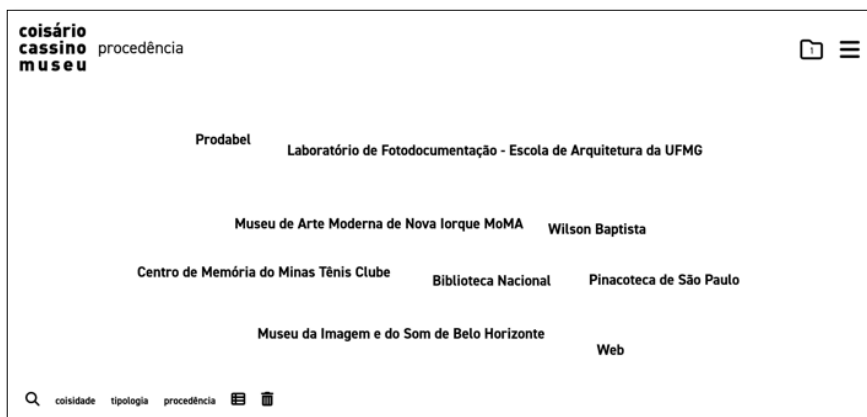 coisário
cassino
museu
procedência
1
Prodabel
Laboratório de Fotodocumentação - Escola de Arquitetura da UFMG
Museu de Arte Moderna de Nova Iorque MoMA
Wilson Baptista
Centro de Memória do Minas Tênis Clube
Biblioteca Nacional
Pinacoteca de São Paulo
Museu da Imagem e do Som de Belo Horizonte
Web
coisidade tipologia procedência